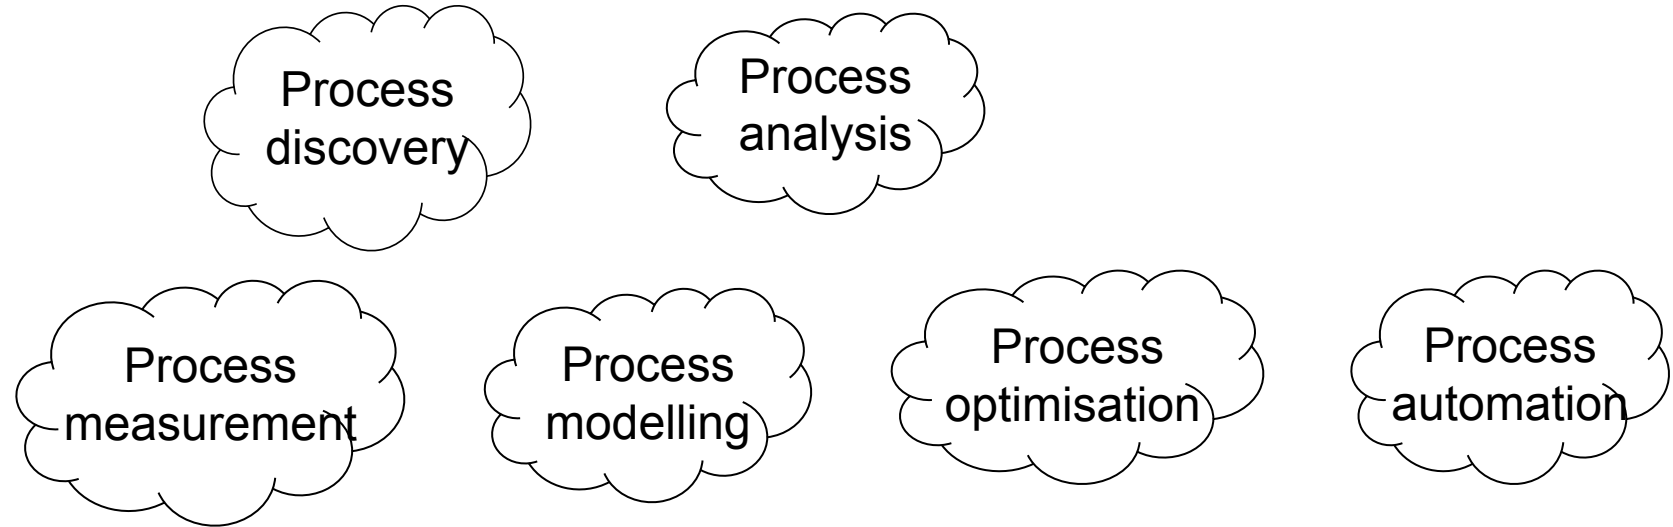 Process
discovery
Process
analysis
Process
measurement
Process
modelling
Process
optimisation
Process
automation